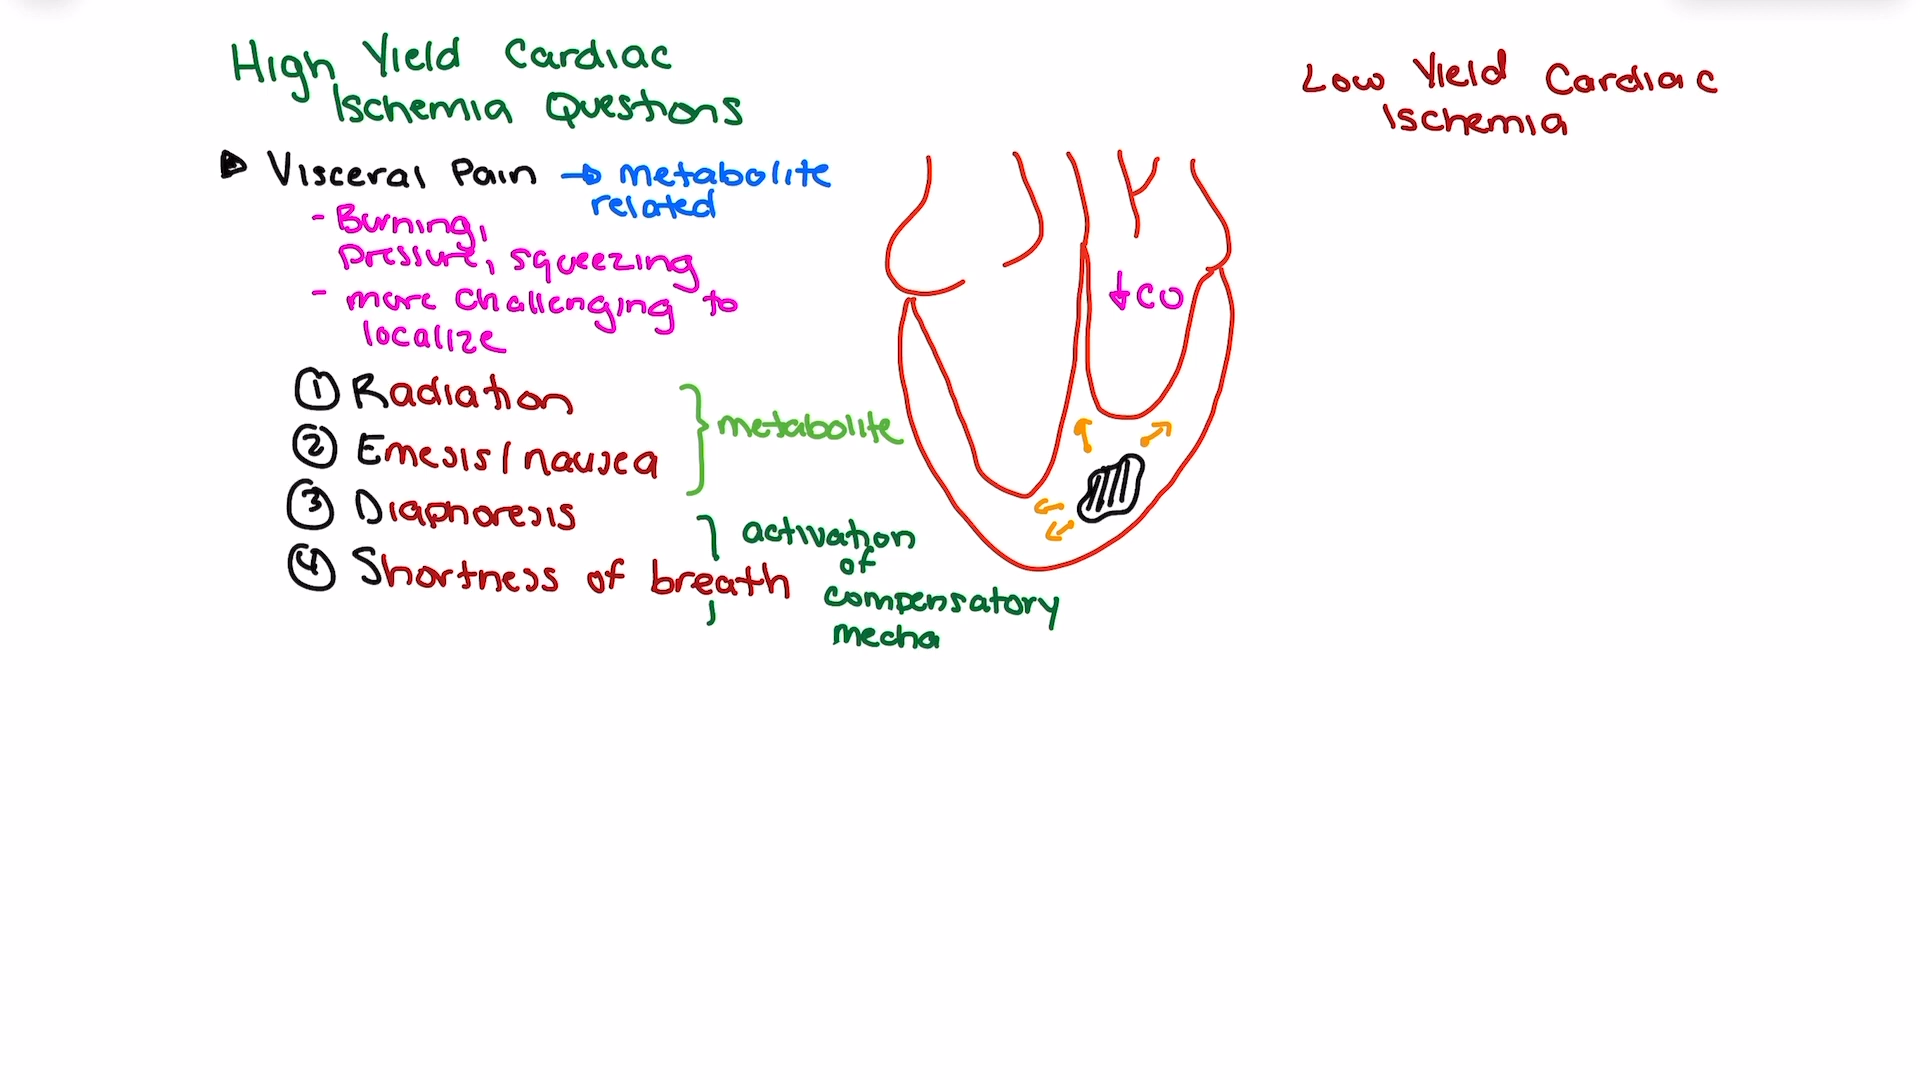 High Yield Cardiac
Ischemia Questions
Visceral Pain → metabolite
related
- Burning,
Pressure, squeezing
- more challenging to
localize
① Radiation
② Emesis/nausea
③ Diaphoresis
④ Shortness of breath
metabolite
activation
of
compensatory
mecha
↓CO
Low Yield Cardiac
Ischemia